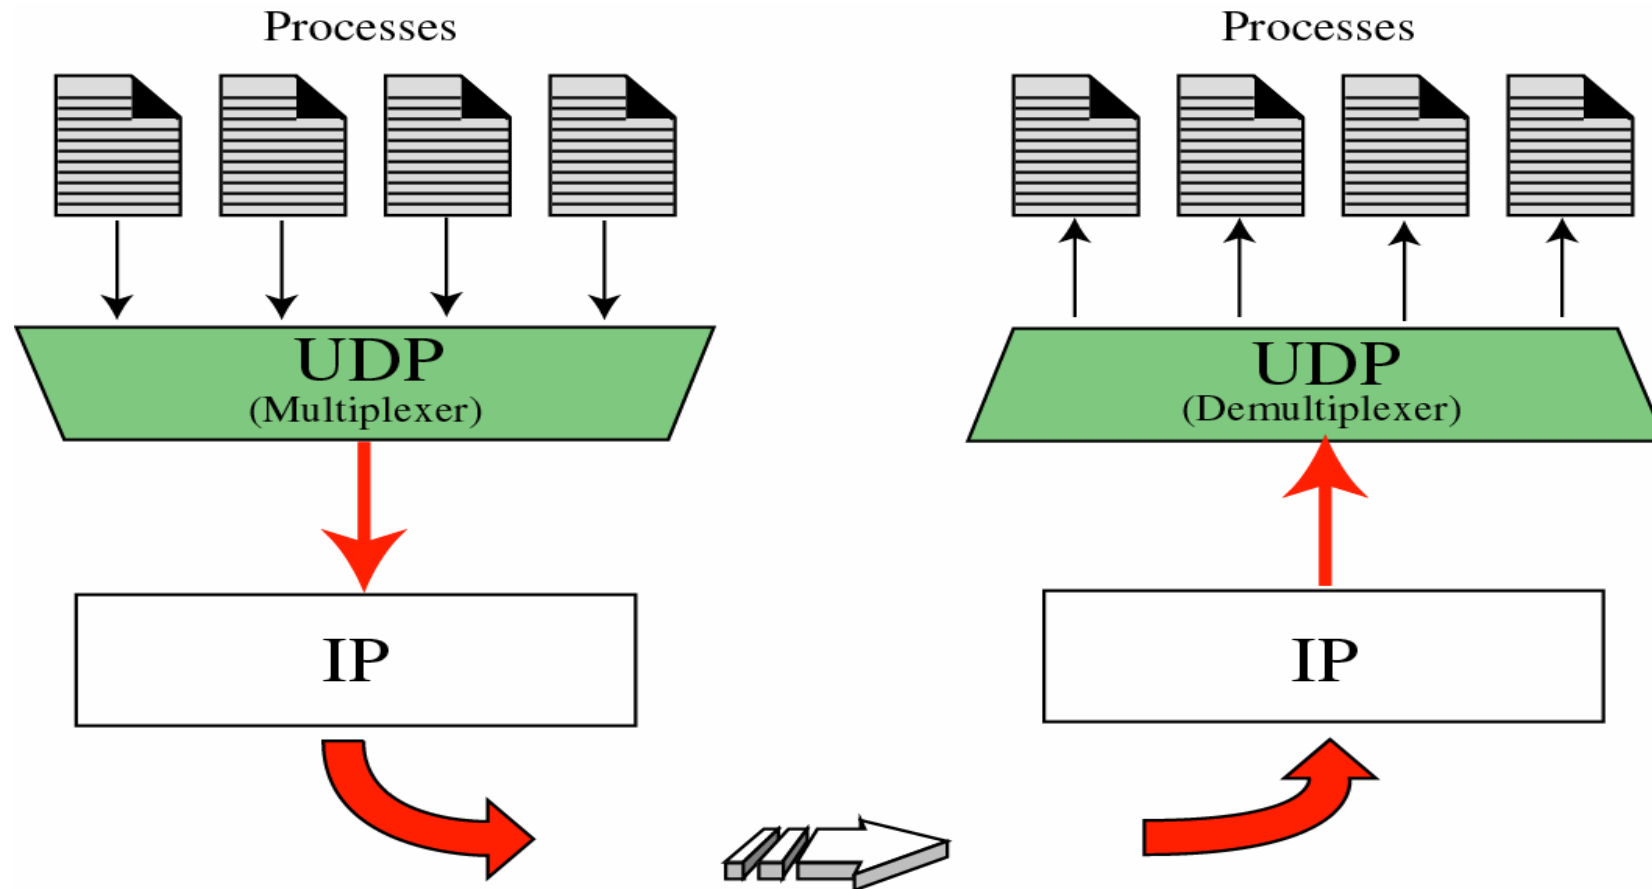 Processes
UDP
(Multiplexer)
IP
Processes
UDP
(Demultiplexer)
IP